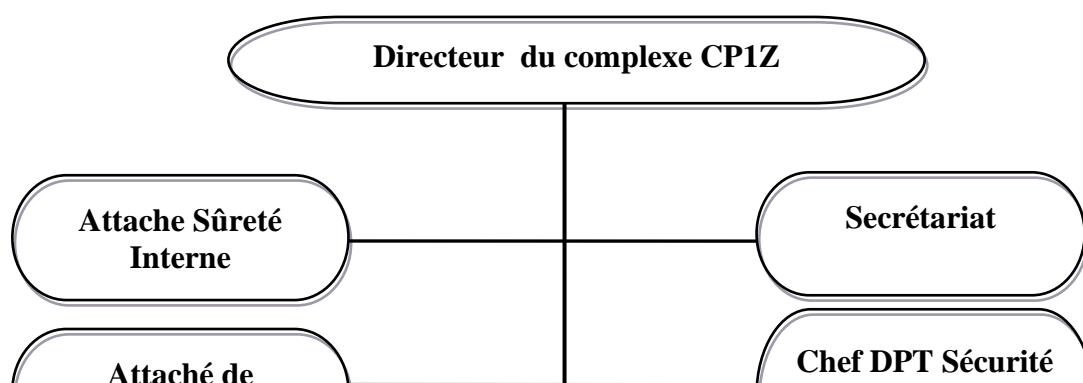 Directeur du complexe CP1Z
Attache Sûreté
Interne
Secrétariat
Attaché de
Chef DPT Sécurité